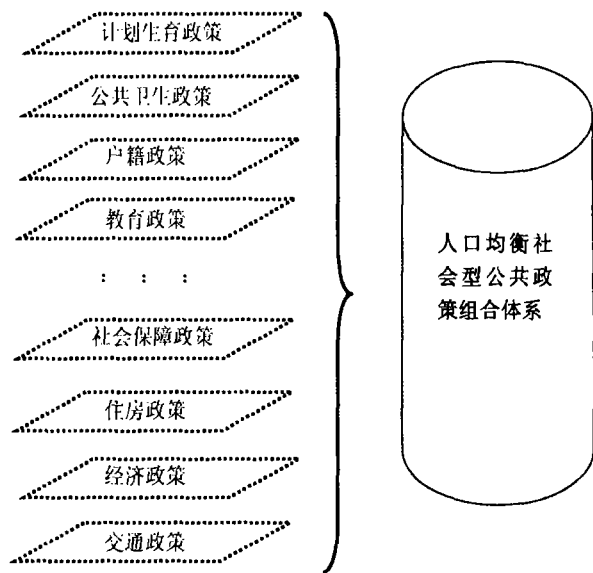 计划生育政策
公共卫生政策
户籍政策
教育政策
: : :
社会保障政策
住房政策
经济政策
交通政策
人口均衡社
会型公共政
策组合体系